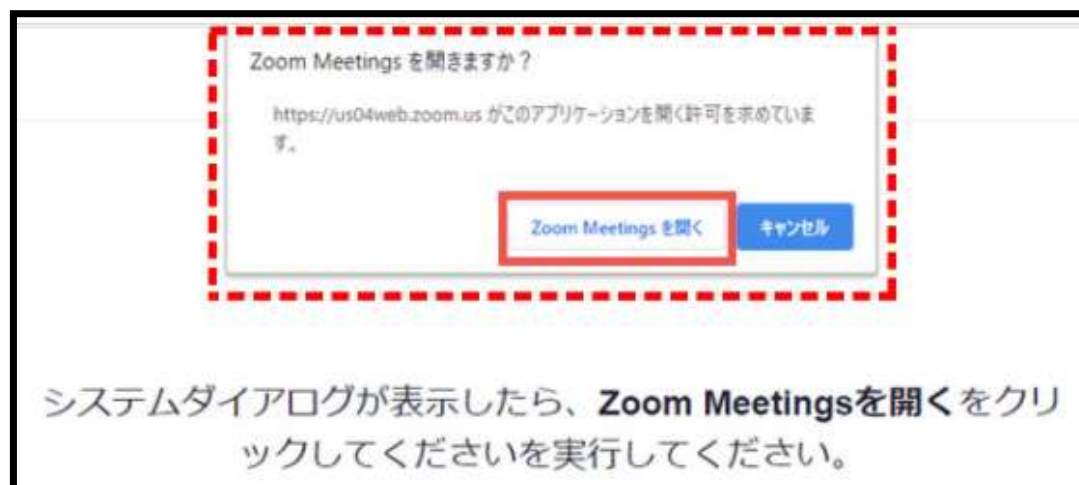 Zoom Meetings を開きますか？
https://us04web.zoom.us がこのアプリケーションを開く許可を求めていま
す。
Zoom Meetings を開く
キャンセル
システムダイアログが表示したら、Zoom Meetingsを開くをクリ
ックしてくださいを実行してください。